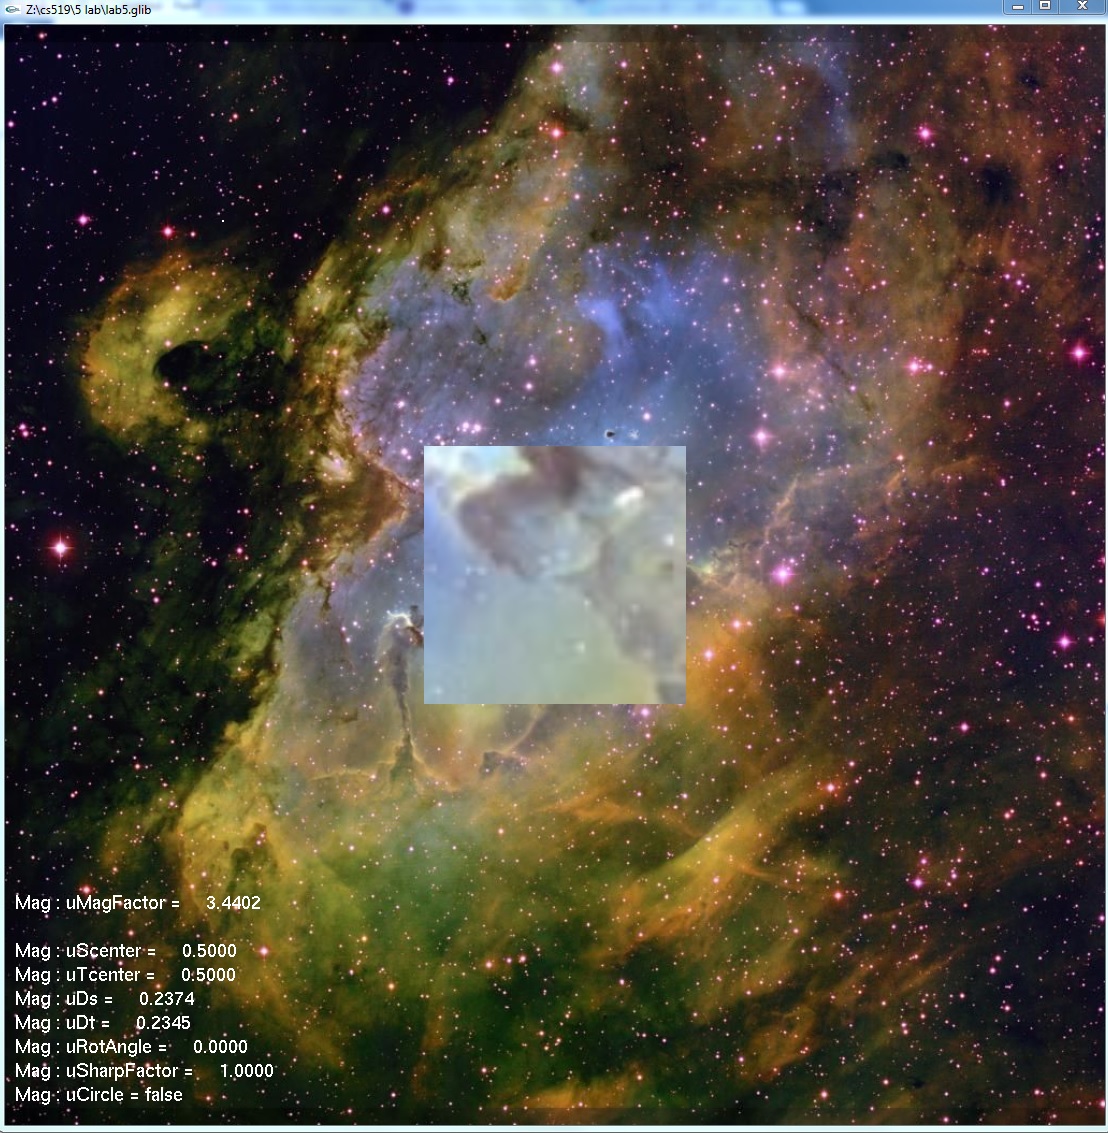 Z:\cs519\5 lab\lab5.glib
Mag : uMagFactor = 3.4402
Mag : uScenter = 0.5000
Mag : uTcenter = 0.5000
Mag : uDs = 0.2374
Mag : uDt = 0.2345
Mag : uRotAngle = 0.0000
Mag : uSharpFactor = 1.0000
Mag : uCircle = false